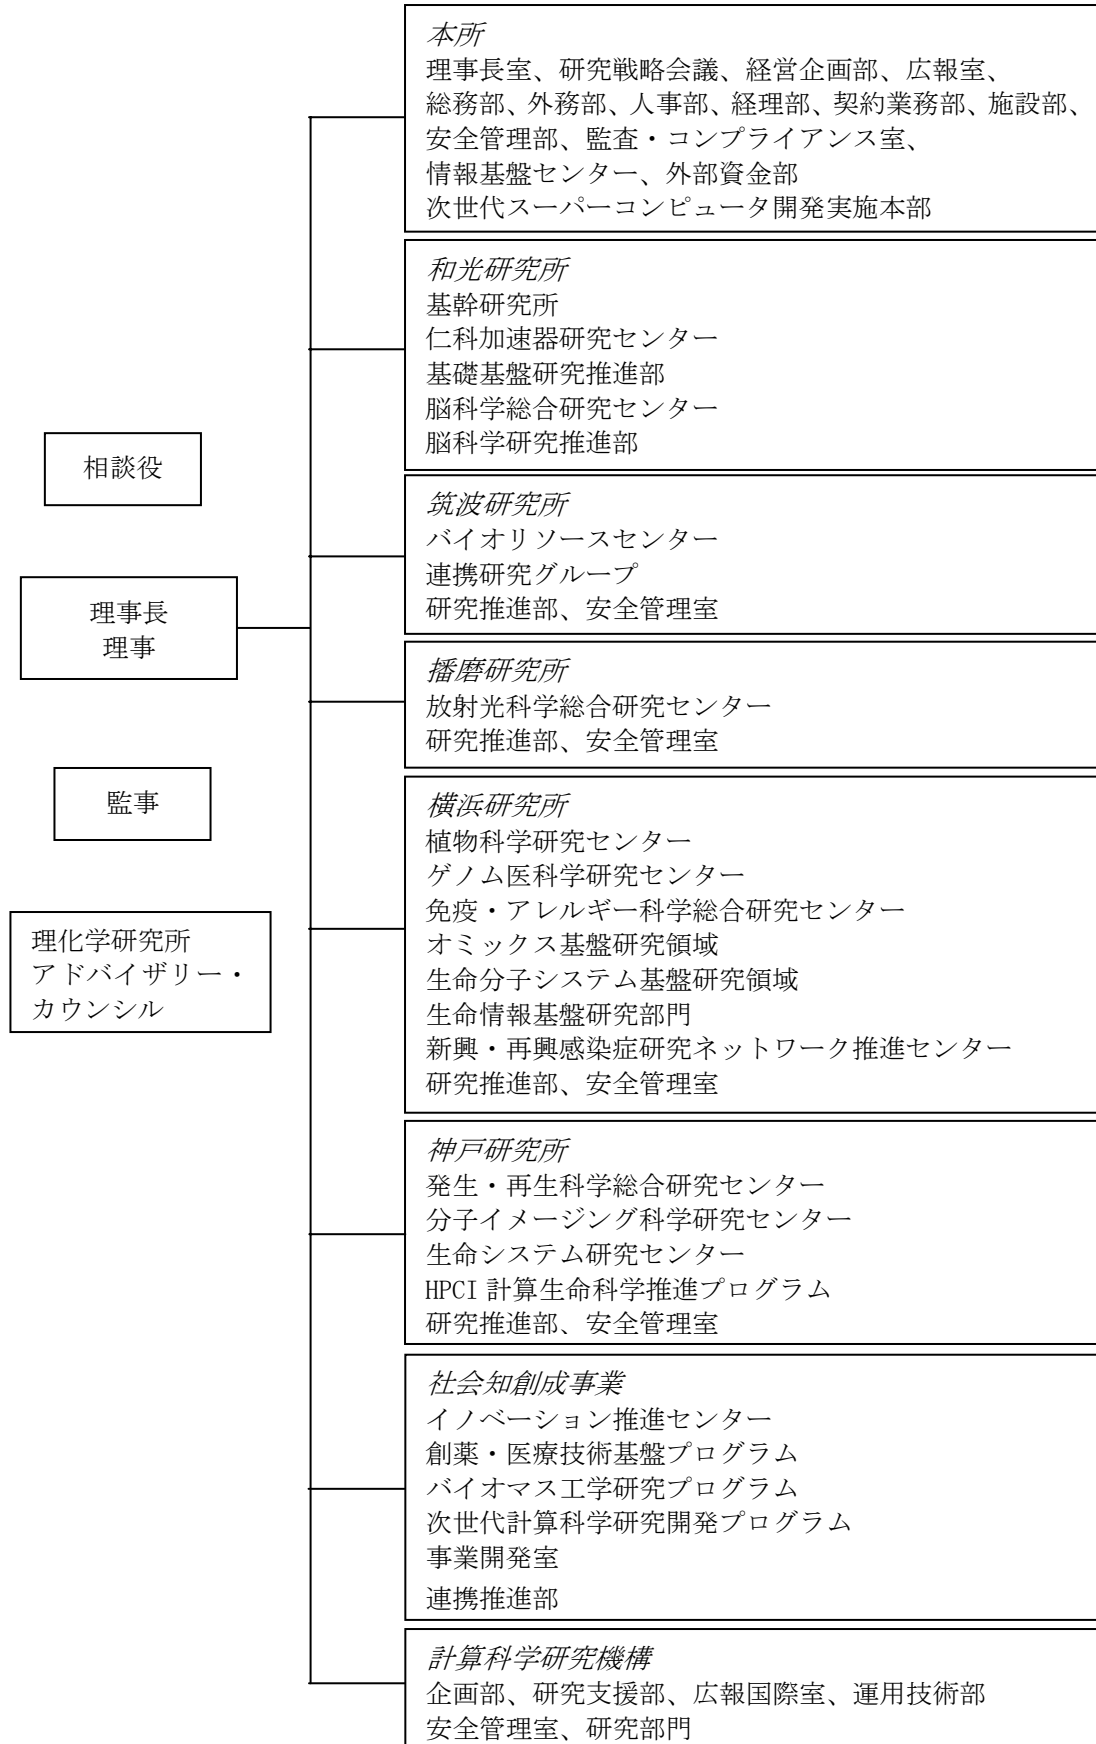 相談役
理事長
理事
監事
理化学研究所
アドバイザリー・
カウンシル
本所
理事長室、研究戦略会議、経営企画部、広報室、
総務部、外務部、人事部、経理部、契約業務部、施設部、
安全管理部、監査・コンプライアンス室、
情報基盤センター、外部資金部
次世代スーパーコンピュータ開発実施本部
和光研究所
基幹研究所
仁科加速器研究センター
基礎基盤研究推進部
脳科学総合研究センター
脳科学研究推進部
筑波研究所
バイオリソースセンター
連携研究グループ
研究推進部、安全管理室
播磨研究所
放射光科学総合研究センター
研究推進部、安全管理室
横浜研究所
植物科学研究センター
ゲノム医科学研究センター
免疫・アレルギー科学総合研究センター
オミックス基盤研究領域
生命分子システム基盤研究領域
生命情報基盤研究部門
新興・再興感染症研究ネットワーク推進センター
研究推進部、安全管理室
神戸研究所
発生・再生科学総合研究センター
分子イメージング科学研究センター
生命システム研究センター
HPCI 計算生命科学推進プログラム
研究推進部、安全管理室
社会知創成事業
イノベーション推進センター
創薬・医療技術基盤プログラム
バイオマス工学研究プログラム
次世代計算科学研究開発プログラム
事業開発室
連携推進部
計算科学研究機構
企画部、研究支援部、広報国際室、運用技術部
安全管理室、研究部門